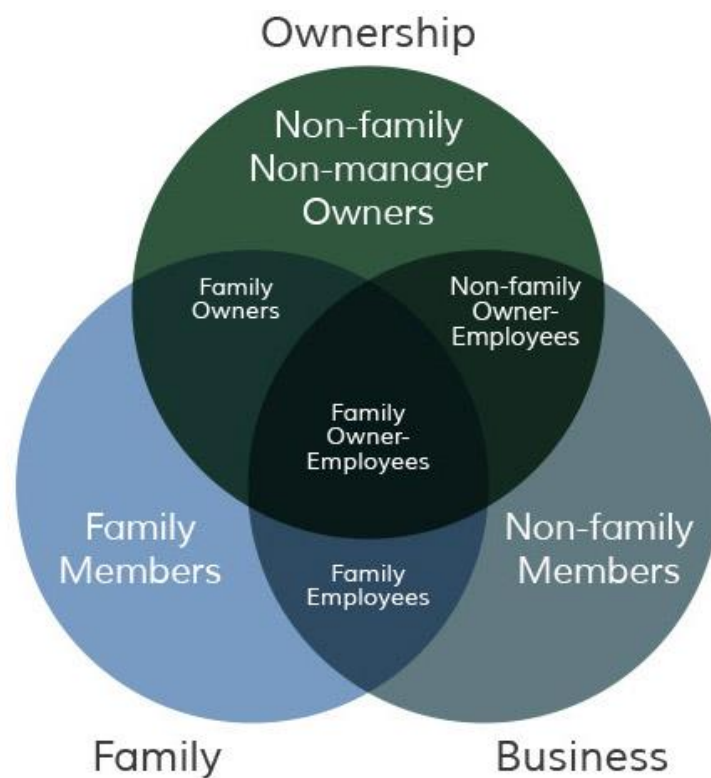 Ownership
Non-family
Non-manager
Owners
Family
Owners
Non-family
Owner-
Employees
Family
Owner-
Employees
Family
Members
Non-family
Members
Family
Employees
Family
Business